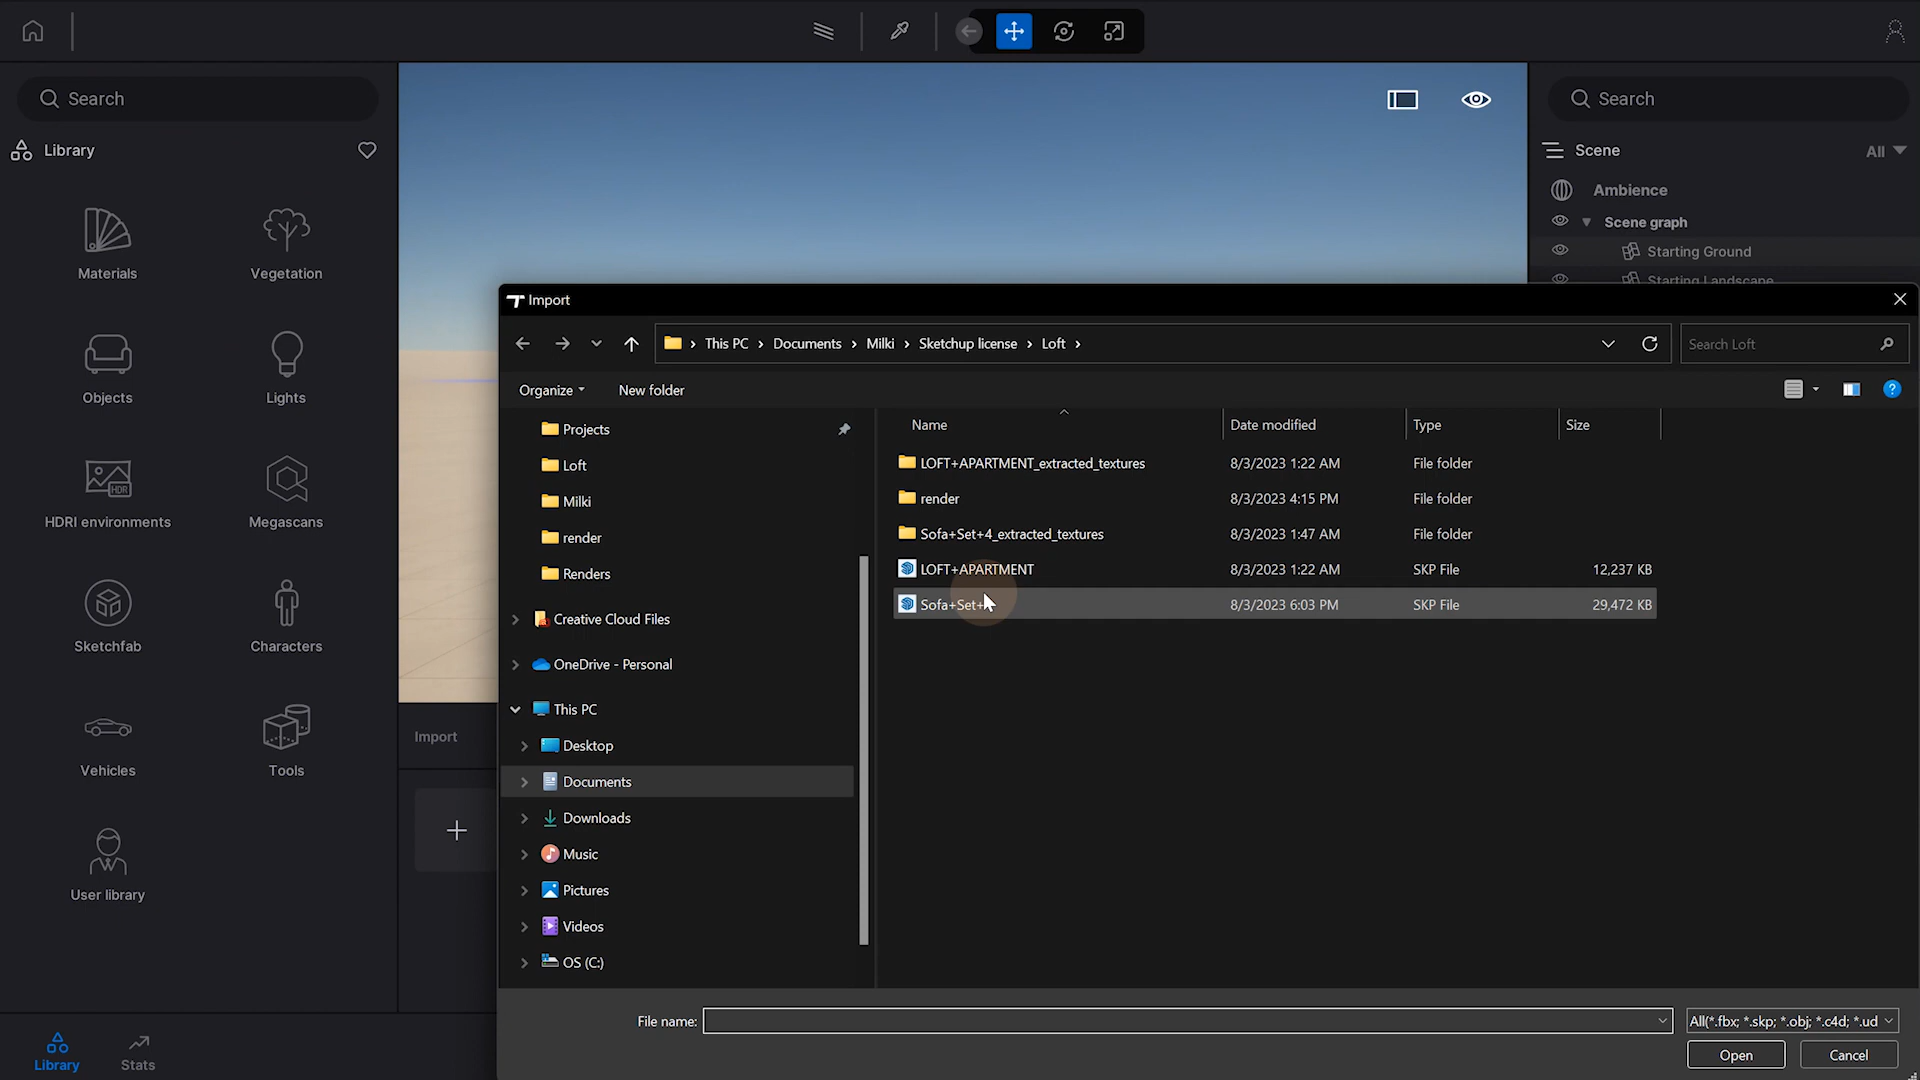 Search
Library
Materials
Vegetation
Objects
Lights
HDR
HDRI environments
Megascans
Sketchfab
Characters
Vehicles
Tools
User library
Library
Stats
Search
Scene
All
Ambience
Scene graph
Starting Ground
Starting Landscape
Import
Import
This PC > Documents > Milki > Sketchup license > Loft >
Search Loft
Organize
New folder
Projects
Loft
Milki
render
Renders
Creative Cloud Files
OneDrive - Personal
This PC
Desktop
Documents
Downloads
Music
Pictures
Videos
OS (C:)
Name Date modified Type Size
LOFT+APARTMENT_extracted_textures 8/3/2023 1:22 AM File folder
render 8/3/2023 4:15 PM File folder
Sofa+Set+4_extracted_textures 8/3/2023 1:47 AM File folder
LOFT+APARTMENT 8/3/2023 1:22 AM SKP File 12,237 KB
Sofa+Set+ 8/3/2023 6:03 PM SKP File 29,472 KB
File name:
All(*.fbx; *.skp; *.obj; *.c4d; *.ud
Open
Cancel